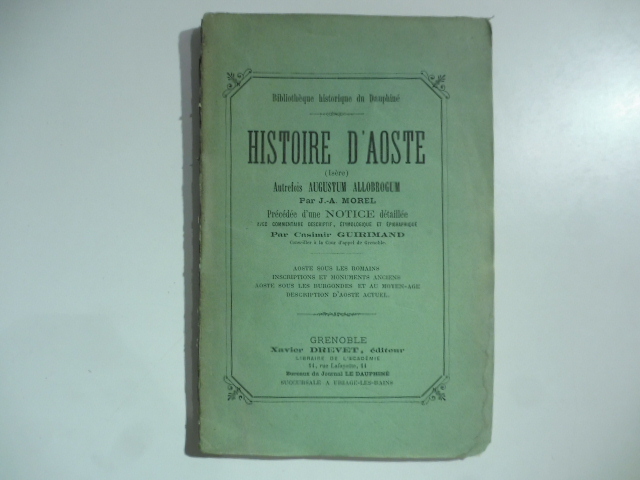 Bibliothèque historique du Dauphiné
HISTOIRE D'AOSTE
(Isère)
Autrefois AUGUSTUM ALLOBROGUM
Par J.-A. MOREL
Précédée d'une NOTICE détaillée
AVEC COMMENTAIRE DESCRIPTIF, ÉTYMOLOGIQUE ET ÉPIGRAPHIQUE
Par Casimir GUIRIMAND
Conseiller à la Cour d'appel de Grenoble.
AOSTE SOUS LES ROMAINS
INSCRIPTIONS ET MONUMENTS ANCIENS
AOSTE SOUS LES BURGONDES ET AU MOYEN-AGE
DESCRIPTION D'AOSTE ACTUEL.
GRENOBLE
Xavier DREVET, éditeur
LIBRAIRE DE L'ACADÉMIE
14, rue Lafayette, 14
Bureaux du Journal LE DAUPHINÉ
SUCCURSALE A URIAGE-LES-BAINS